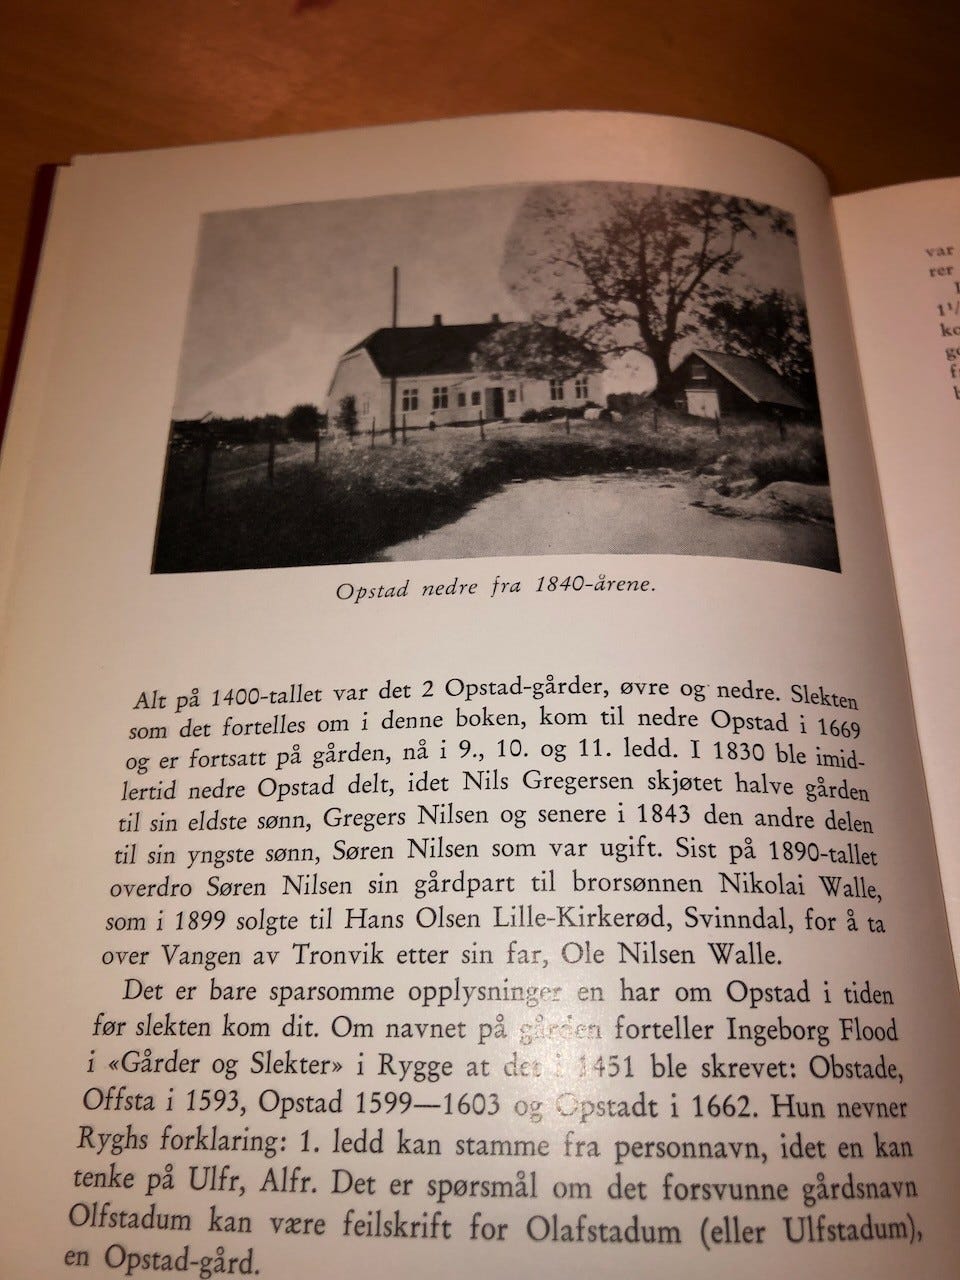 Opstad nedre fra 1840-årene.
Alt på 1400-tallet var det 2 Opstad-gårder, øvre og nedre. Slekten
som det fortelles om i denne boken, kom til nedre Opstad i 1669
og er fortsatt på gården, nå i 9., 10. og 11. ledd. I 1830 ble imid-
lertid nedre Opstad delt, idet Nils Gregersen skjøtet halve gården
til sin eldste sønn, Gregers Nilsen og senere i 1843 den andre delen
til sin yngste sønn, Søren Nilsen som var ugift. Sist på 1890-tallet
overdro Søren Nilsen sin gårdpart til brorsønnen Nikolai Walle,
som i 1899 solgte til Hans Olsen Lille-Kirkerød, Svinndal, for å ta
over Vangen av Tronvik etter sin far, Ole Nilsen Walle.
Det er bare sparsomme opplysninger en har om Opstad i tiden
før slekten kom dit. Om navnet på gården forteller Ingeborg Flood
i «Gårder og Slekter» i Rygge at det i 1451 ble skrevet: Obstade,
Offsta i 1593, Opstad 1599—1603 og Opstadt i 1662. Hun nevner
Ryghs forklaring: 1. ledd kan stamme fra personnavn, idet en kan
tenke på Ulfr, Alfr. Det er spørsmål om det forsvunne gårdsnavn
Olfstadum kan være feilskrift for Olafstadum (eller Ulfstadum),
en Opstad-gård.
var
rer